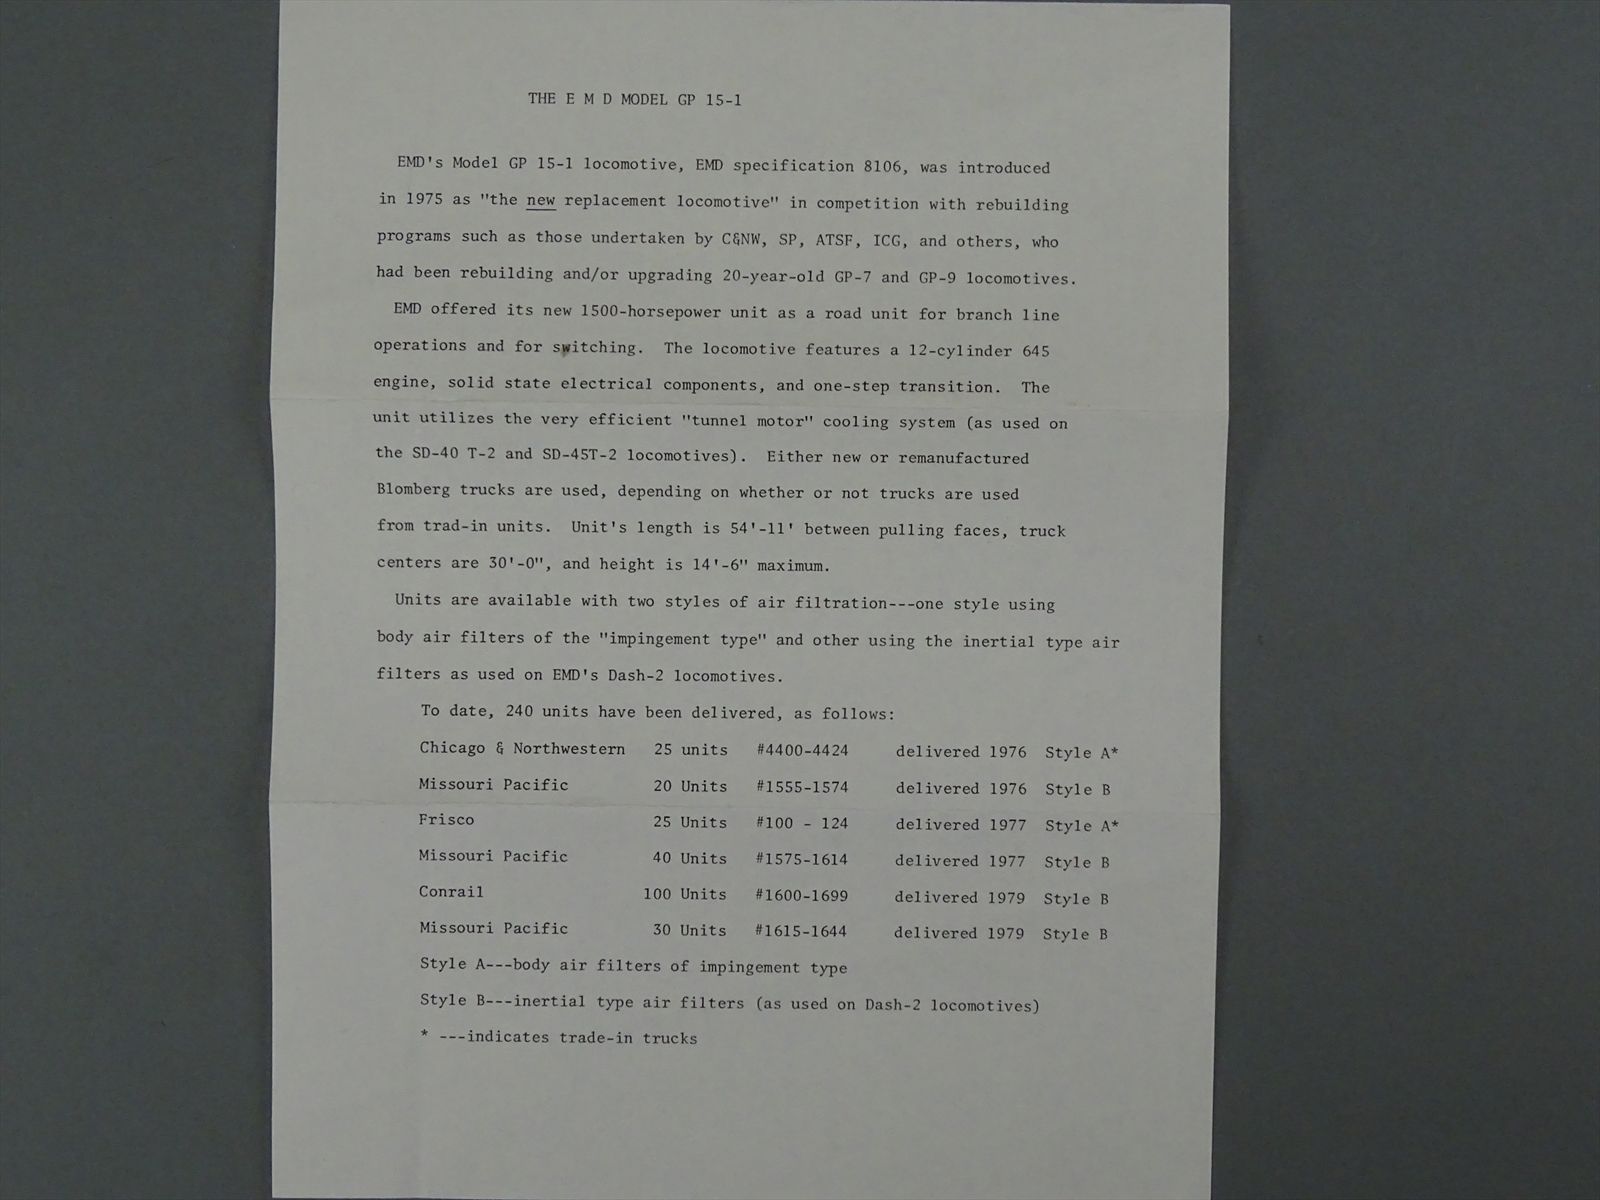 THE E M D MODEL GP 15-1
EMD's Model GP 15-1 locomotive, EMD specification 8106, was introduced
in 1975 as "the new replacement locomotive" in competition with rebuilding
programs such as those undertaken by C&NW, SP, ATSF, ICG, and others, who
had been rebuilding and/or upgrading 20-year-old GP-7 and GP-9 locomotives.
EMD offered its new 1500-horsepower unit as a road unit for branch line
operations and for switching.  The locomotive features a 12-cylinder 645
engine, solid state electrical components, and one-step transition.  The
unit utilizes the very efficient "tunnel motor" cooling system (as used on
the SD-40 T-2 and SD-45T-2 locomotives).  Either new or remanufactured
Blomberg trucks are used, depending on whether or not trucks are used
from trad-in units.  Unit's length is 54'-11' between pulling faces, truck
centers are 30'-0", and height is 14'-6" maximum.
Units are available with two styles of air filtration---one style using
body air filters of the "impingement type" and other using the inertial type air
filters as used on EMD's Dash-2 locomotives.
To date, 240 units have been delivered, as follows:
Chicago & Northwestern 25 units #4400-4424 delivered 1976 Style A*
Missouri Pacific 20 Units #1555-1574 delivered 1976 Style B
Frisco 25 Units #100 - 124 delivered 1977 Style A*
Missouri Pacific 40 Units #1575-1614 delivered 1977 Style B
Conrail 100 Units #1600-1699 delivered 1979 Style B
Missouri Pacific 30 Units #1615-1644 delivered 1979 Style B
Style A---body air filters of impingement type
Style B---inertial type air filters (as used on Dash-2 locomotives)
* ---indicates trade-in trucks